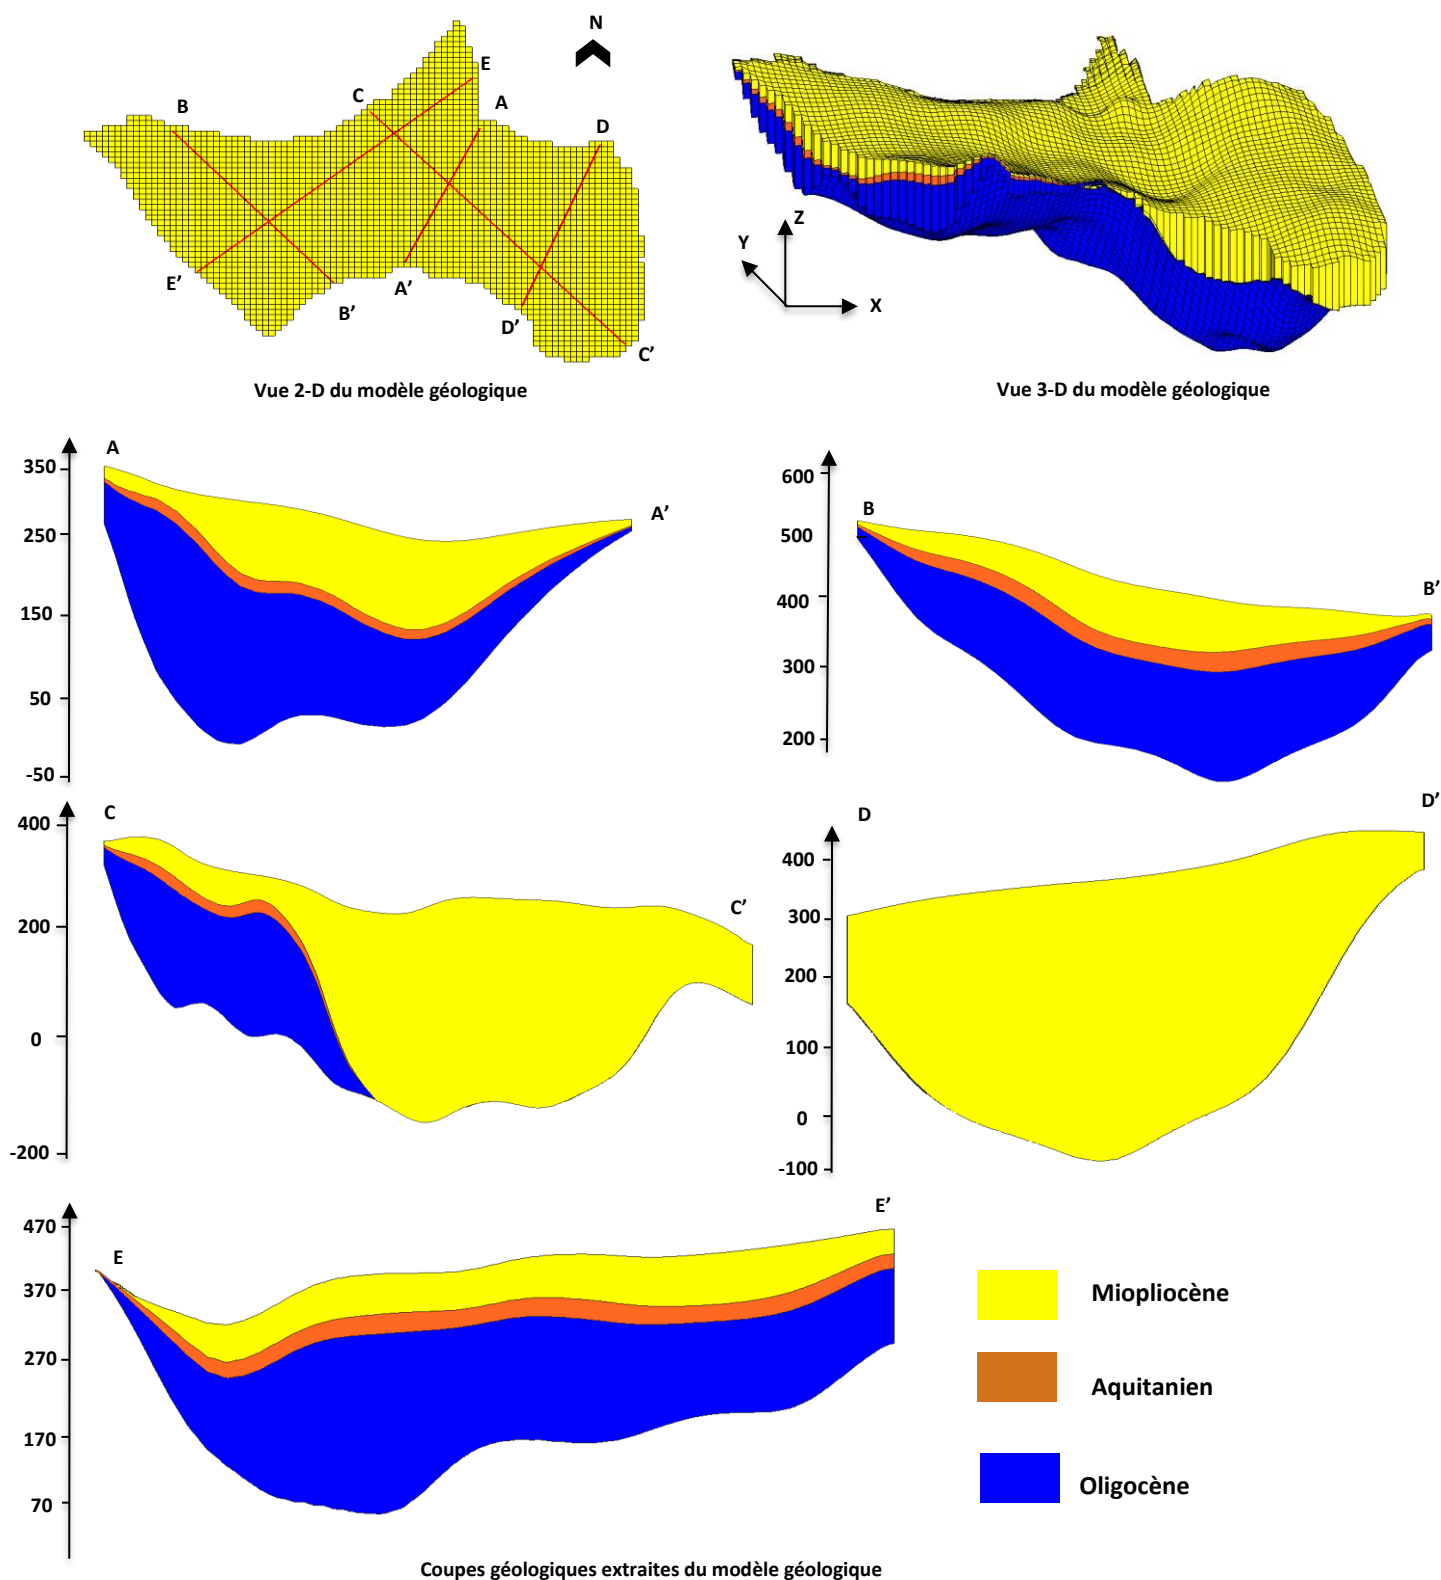 N
E
C
A
B
D
E’
B’
A’
D’
C’
Vue 2-D du modèle géologique
Z
Y
X
Vue 3-D du modèle géologique
A
350
250
150
50
-50
A’
600
500
400
300
200
B
B’
C
400
200
0
-200
C’
D
D’
400
300
200
100
0
-100
E
E’
470
370
270
170
70
Miopliocène
Aquitanien
Oligocène
Coupes géologiques extraites du modèle géologique